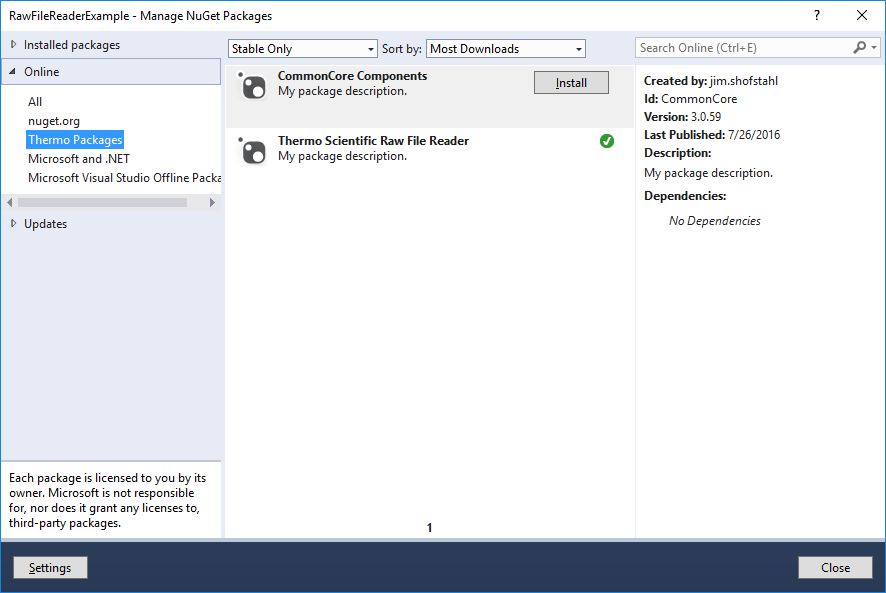 RawFileReaderExample - Manage NuGet Packages
?
Installed packages
Online
All
nuget.org
Thermo Packages
Microsoft and .NET
Microsoft Visual Studio Offline Packa
Updates
Each package is licensed to you by its
owner. Microsoft is not responsible
for, nor does it grant any licenses to,
third-party packages.
Stable Only
Sort by:
Most Downloads
CommonCore Components
My package description.
Install
Thermo Scientific Raw File Reader
My package description.
1
Search Online (Ctrl+E)
Created by: jim.shofstahl
Id: CommonCore
Version: 3.0.59
Last Published: 7/26/2016
Description:
My package description.
Dependencies:
No Dependencies
Settings
Close